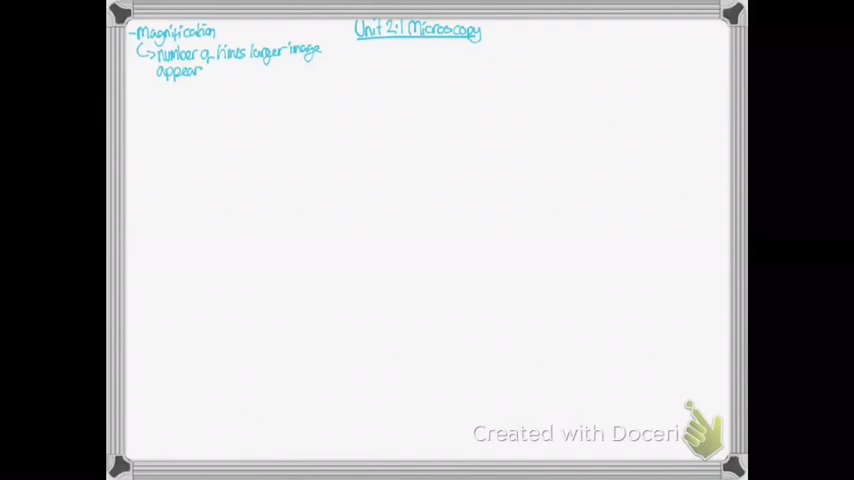 Unit 2.1 Microscopy
-Magnification
↳number of times larger image
appear
Created with Doceri